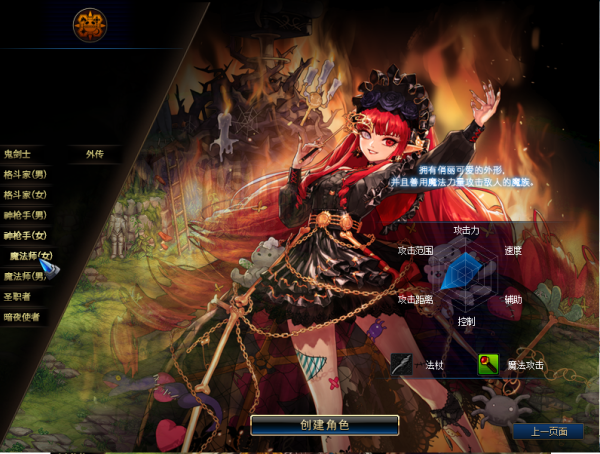 鬼剑士
外传
格斗家(男)
格斗家(女)
神枪手(男)
神枪手(女)
魔法师(女)
魔法师(男)
圣职者
暗夜使者
拥有俏丽可爱的外形,
并且善用魔法力量攻击敌人的魔族。
攻击力
攻击范围
速度
攻击距离
辅助
控制
法杖
魔法攻击
创建角色
上一页面